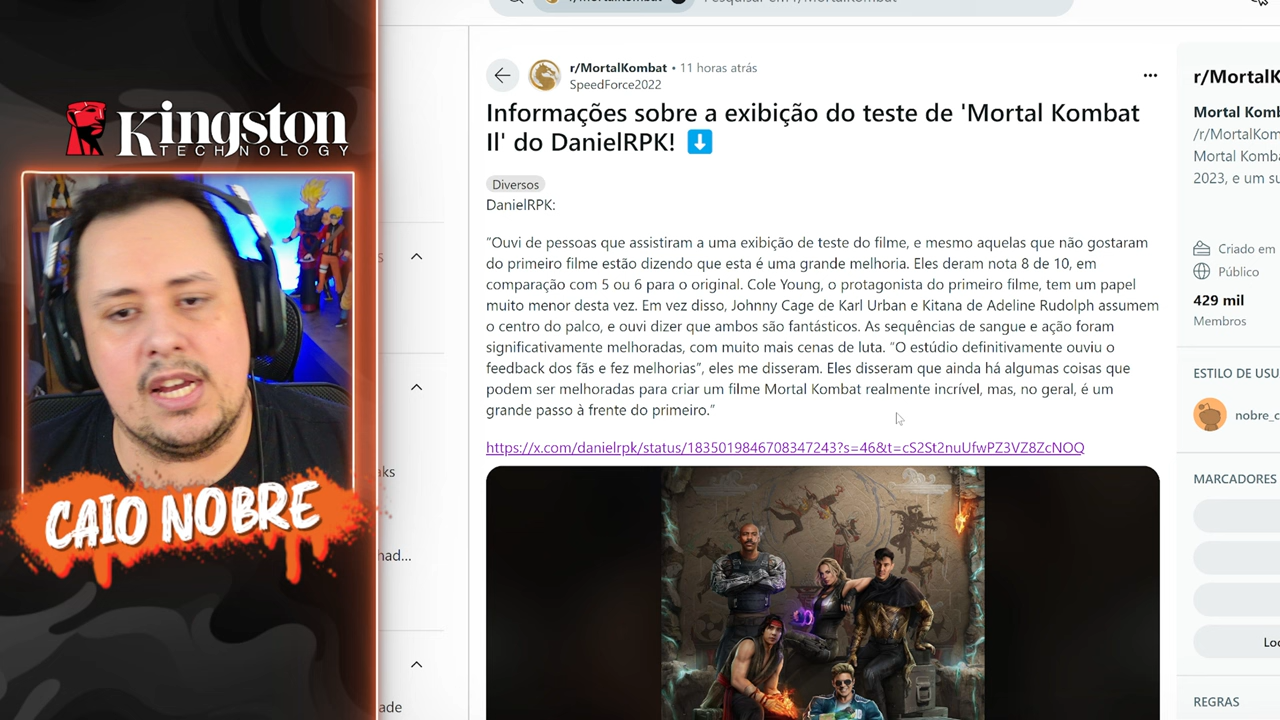 Kingston
TECHNOLOGY
CAIO NOBRE
r/MortalKombat • 11 horas atrás
SpeedForce2022
Informações sobre a exibição do teste de 'Mortal Kombat
II' do DanielRPK! ⬇️
Diversos
DanielRPK:
"Ouvi de pessoas que assistiram a uma exibição de teste do filme, e mesmo aquelas que não gostaram
do primeiro filme estão dizendo que esta é uma grande melhoria. Eles deram nota 8 de 10, em
comparação com 5 ou 6 para o original. Cole Young, o protagonista do primeiro filme, tem um papel
muito menor desta vez. Em vez disso, Johnny Cage de Karl Urban e Kitana de Adeline Rudolph assumem
o centro do palco, e ouvi dizer que ambos são fantásticos. As sequências de sangue e ação foram
significativamente melhoradas, com muito mais cenas de luta. "O estúdio definitivamente ouviu o
feedback dos fãs e fez melhorias", eles me disseram. Eles disseram que ainda há algumas coisas que
podem ser melhoradas para criar um filme Mortal Kombat realmente incrível, mas, no geral, é um
grande passo à frente do primeiro."
https://x.com/danielrpk/status/1835019846708347243?s=46&t=cS2St2nuUfwPZ3VZ8ZcNOQ
s
aks
had...
ade
r/MortalK
Mortal Komb
/r/MortalKom
Mortal Komba
2023, e um su
Criado em
Público
429 mil
Membros
ESTILO DE USU
nobre_c
MARCADORES
Loc
REGRAS